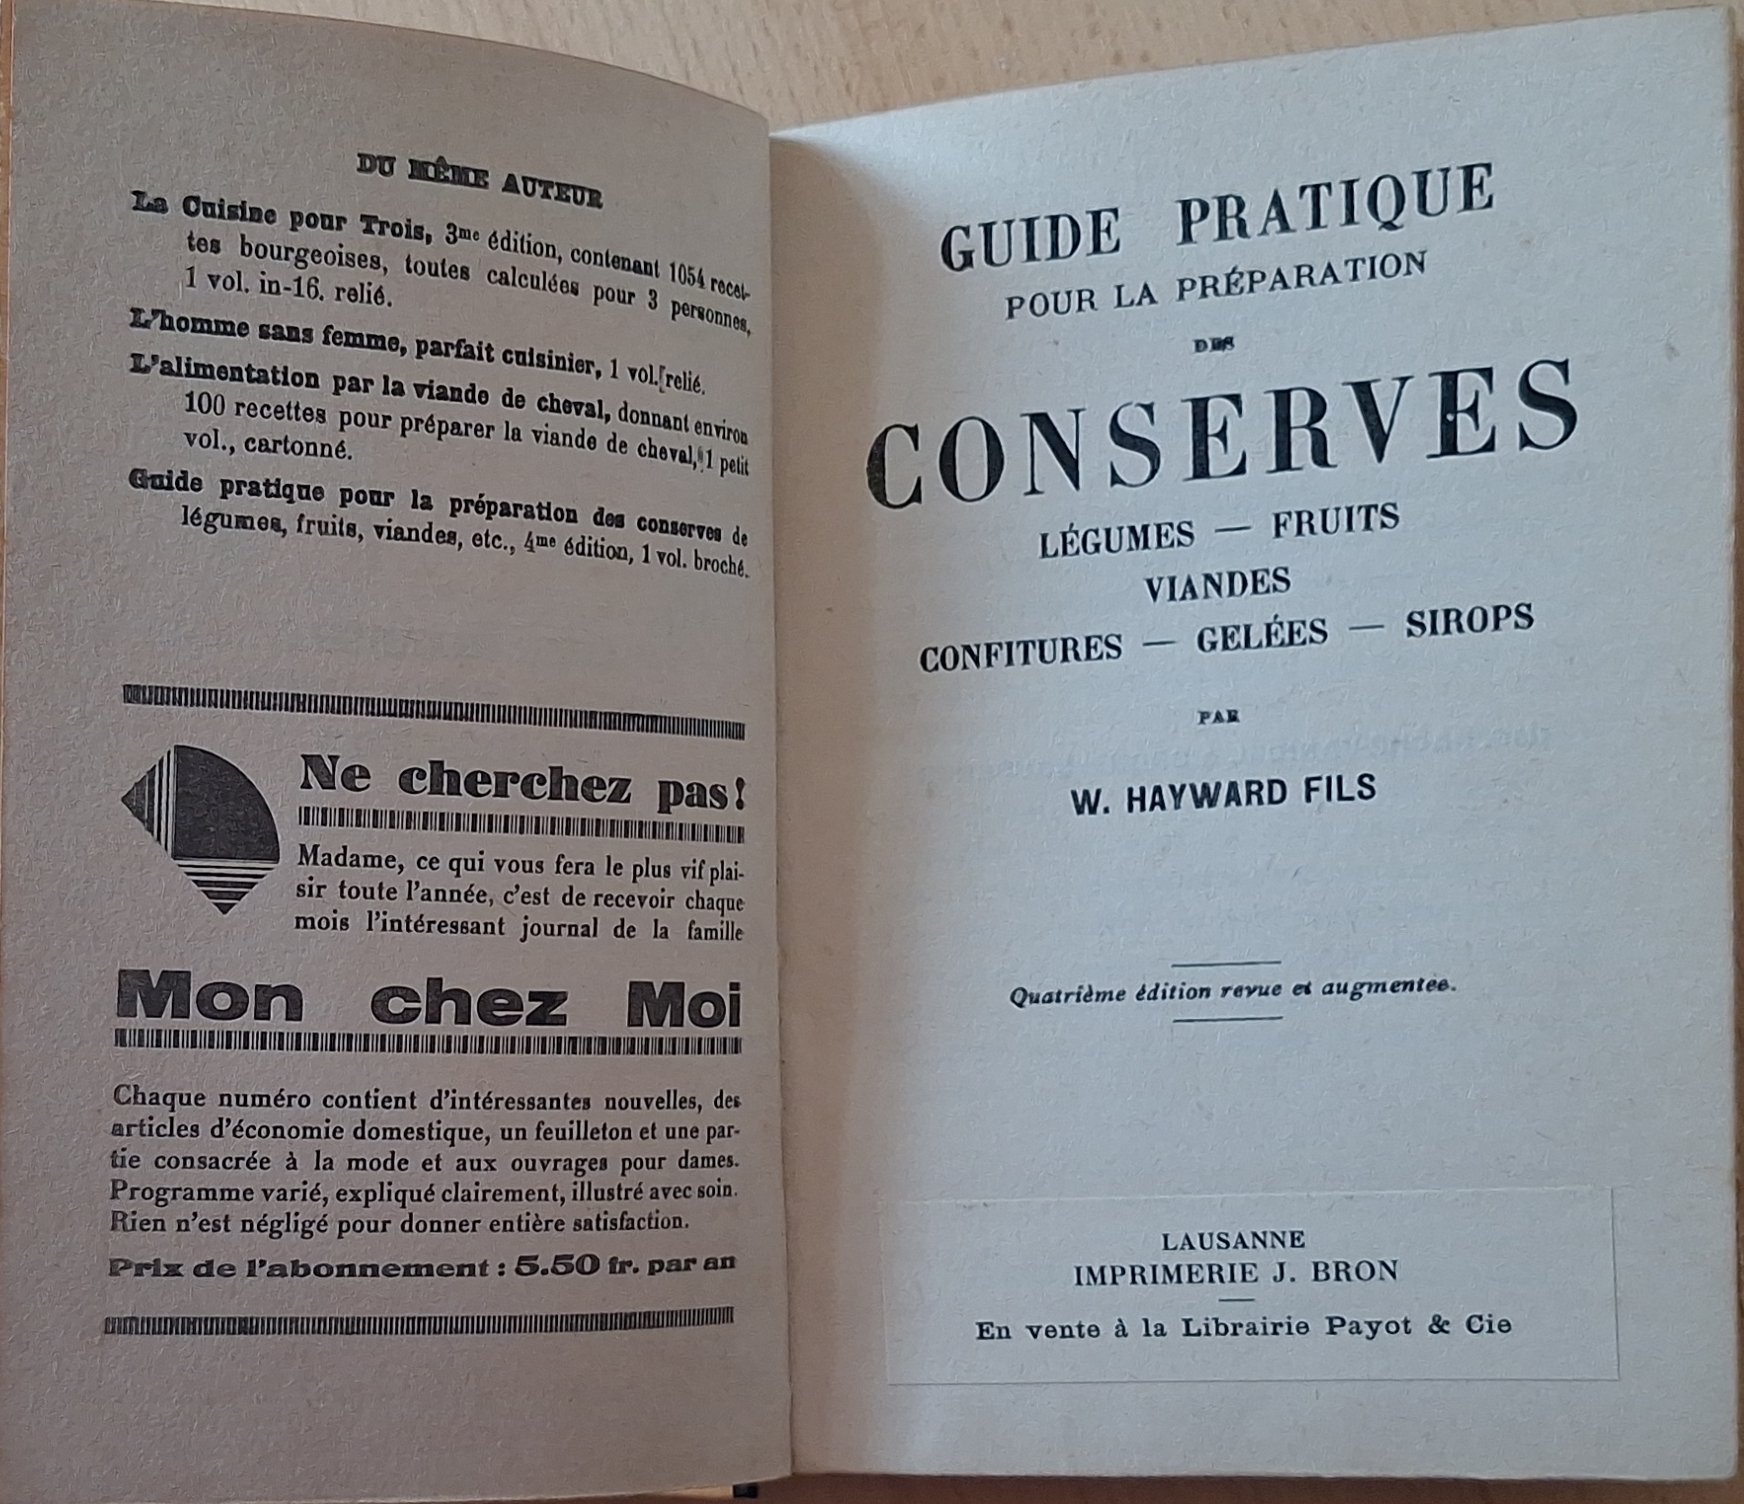 DU MÊME AUTEUR
La Cuisine pour Trois, 3me édition, contenant 1054 recet-
tes bourgeoises, toutes calculées pour 3 personnes,
1 vol. in-16. relié.
L'homme sans femme, parfait cuisinier, 1 vol. relié.
L'alimentation par la viande de cheval, donnant environ
100 recettes pour préparer la viande de cheval, 1 petit
vol., cartonné.
Guide pratique pour la préparation des conserves de
légumes, fruits, viandes, etc., 4me édition, 1 vol. broché.
Ne cherchez pas!
Madame, ce qui vous fera le plus vif plai-
sir toute l'année, c'est de recevoir chaque
mois l'intéressant journal de la famille
Mon chez Moi
Chaque numéro contient d'intéressantes nouvelles, des
articles d'économie domestique, un feuilleton et une par-
tie consacrée à la mode et aux ouvrages pour dames.
Programme varié, expliqué clairement, illustré avec soin.
Rien n'est négligé pour donner entière satisfaction.
Prix de l'abonnement : 5.50 fr. par an
GUIDE PRATIQUE
POUR LA PRÉPARATION
DES
CONSERVES
LÉGUMES — FRUITS
VIANDES
CONFITURES — GELÉES — SIROPS
PAR
W. HAYWARD FILS
Quatrième édition revue et augmentée.
LAUSANNE
IMPRIMERIE J. BRON
En vente à la Librairie Payot & Cie